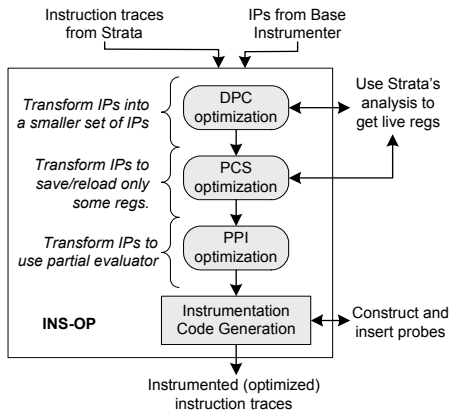 Instruction traces
from Strata
IPs from Base
Instrumenter
Transform IPs into
a smaller set of IPs
DPC
optimization
Use Strata's
analysis to
get live regs
Transform IPs to
save/reload only
some regs.
PCS
optimization
Transform IPs to
use partial evaluator
PPI
optimization
INS-OP
Instrumentation
Code Generation
Construct and
insert probes
Instrumented (optimized)
instruction traces